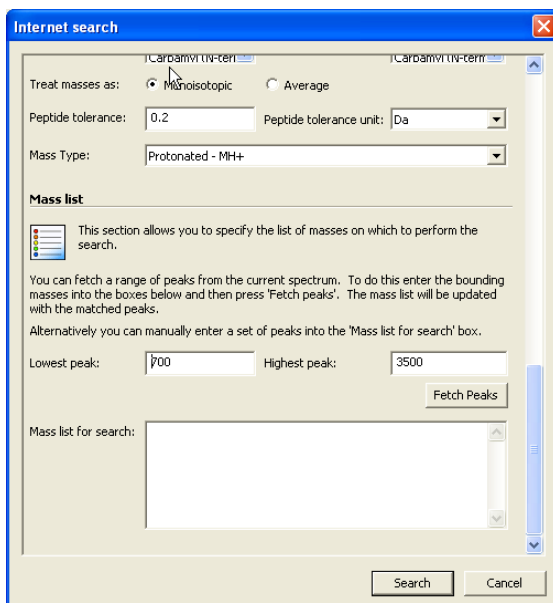 Internet search
Treat masses as: Monoisotopic Average
Peptide tolerance: 0.2 Peptide tolerance unit: Da
Mass Type: Protonated - MH+
Mass list
This section allows you to specify the list of masses on which to perform the
search.
You can fetch a range of peaks from the current spectrum. To do this enter the bounding
masses into the boxes below and then press 'Fetch peaks'. The mass list will be updated
with the matched peaks.
Alternatively you can manually enter a set of peaks into the 'Mass list for search' box.
Lowest peak: 700 Highest peak: 3500
Fetch Peaks
Mass list for search:
Search Cancel